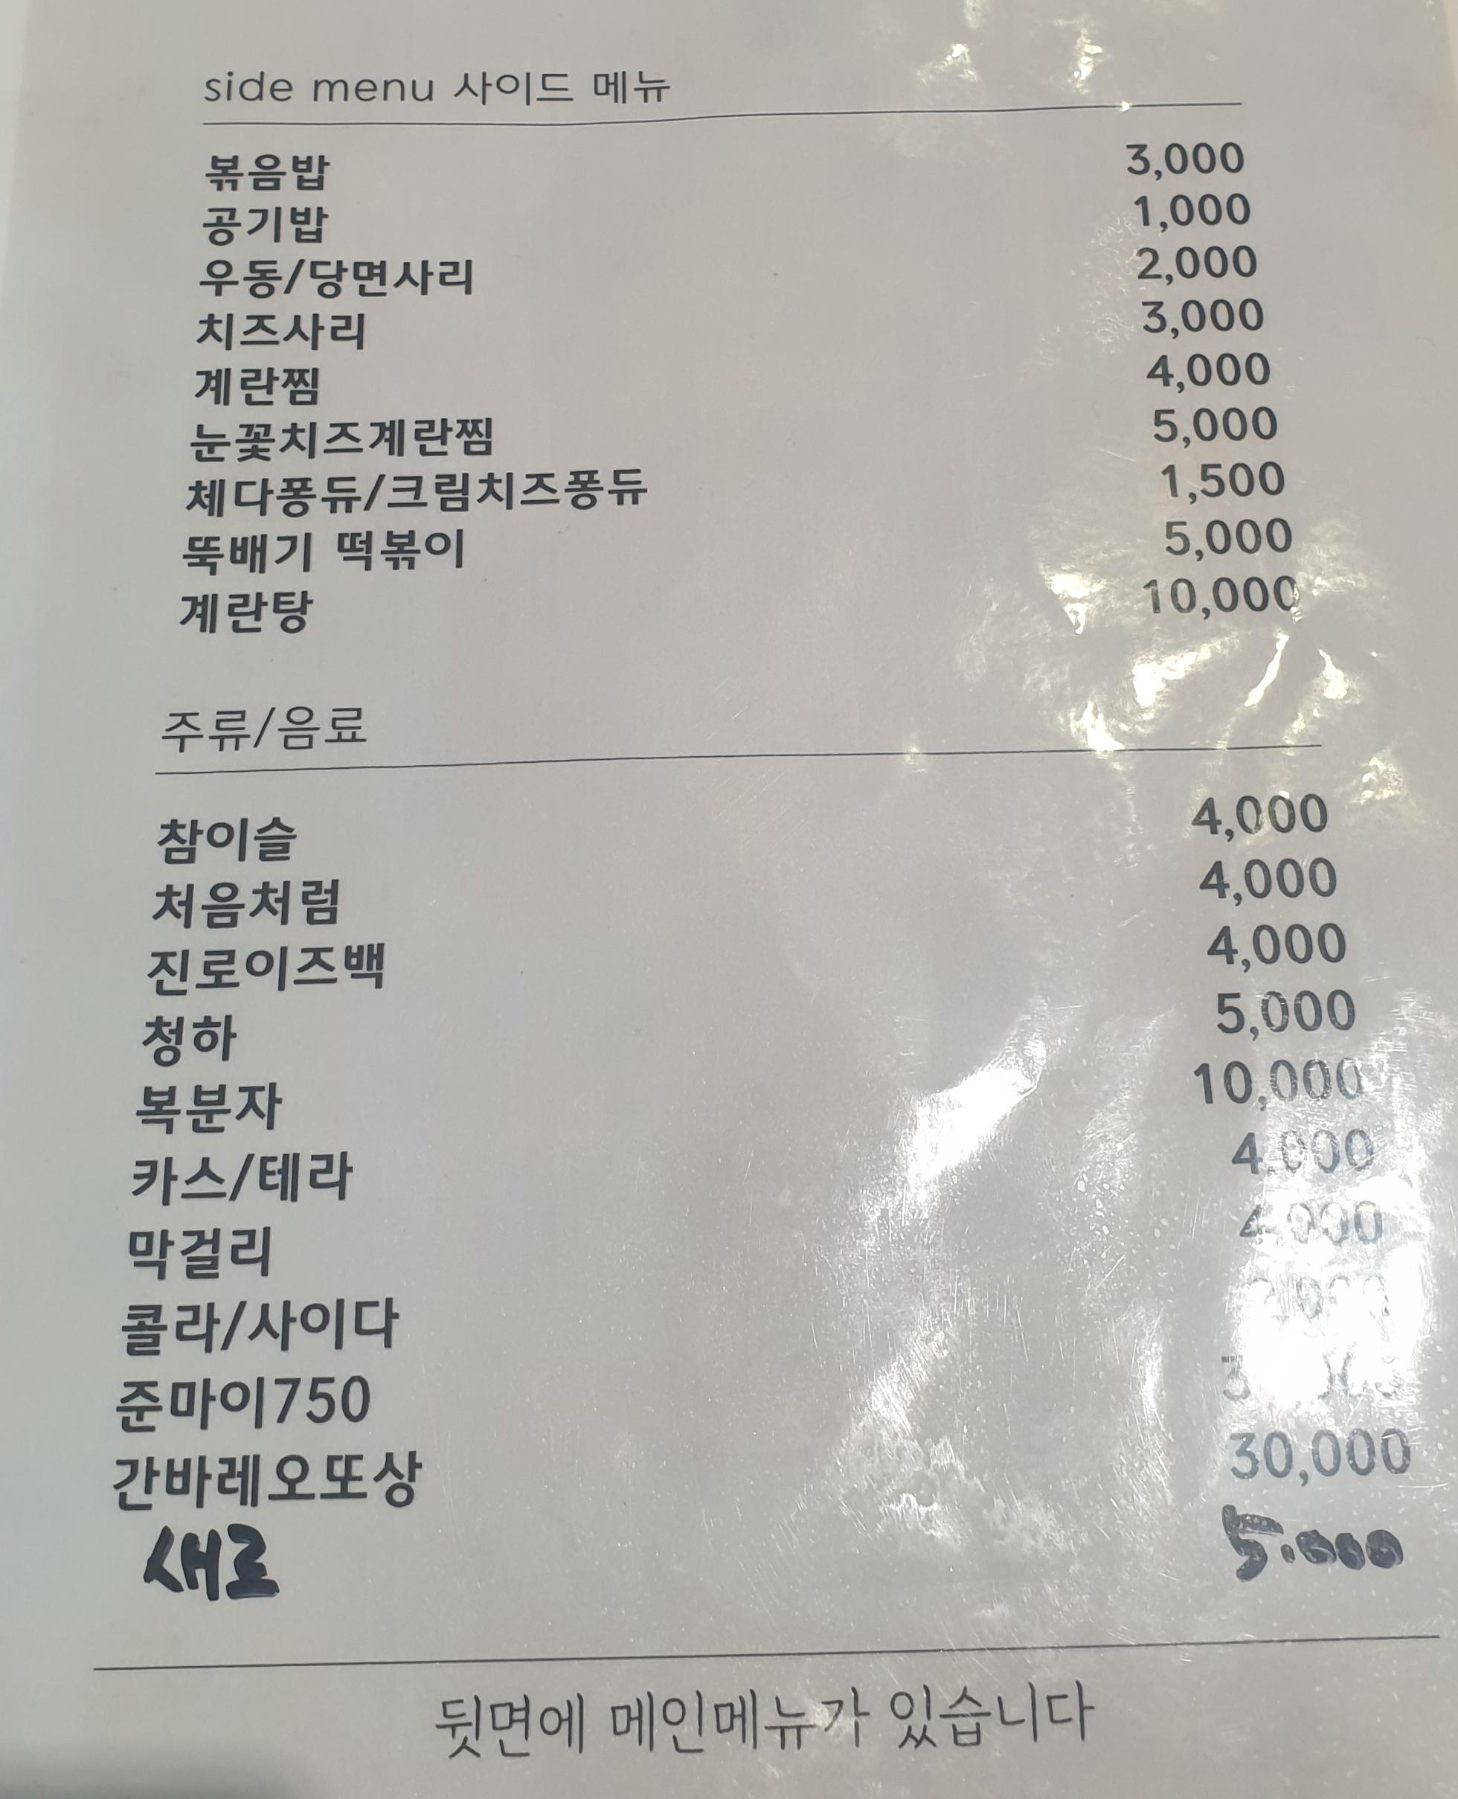 side menu 사이드 메뉴
볶음밥 3,000
공기밥 1,000
우동/당면사리 2,000
치즈사리 3,000
계란찜 4,000
눈꽃치즈계란찜 5,000
체다퐁듀/크림치즈퐁듀 1,500
뚝배기 떡볶이 5,000
계란탕 10,000
주류/음료
참이슬 4,000
처음처럼 4,000
진로이즈백 4,000
청하 5,000
복분자 10,000
카스/테라 4,000
막걸리 4,000
콜라/사이다
준마이750
간바레오또상 30,000
새로 5.000
뒷면에 메인메뉴가 있습니다